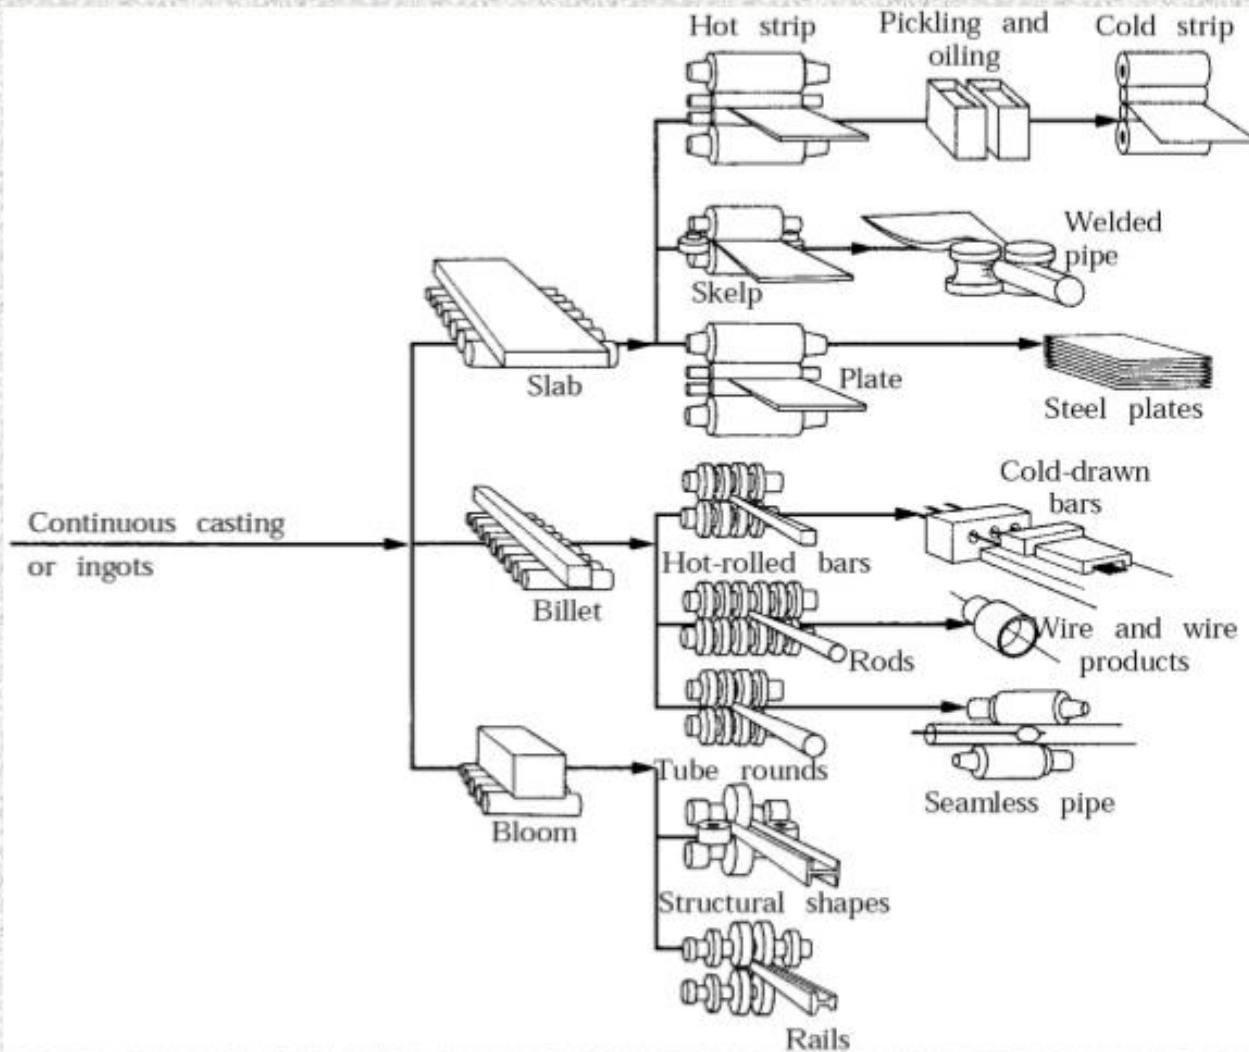 Hot strip
Pickling and
oiling
Cold strip
Skelp
Welded
pipe
Slab
Plate
Steel plates
Continuous casting
or ingots
Billet
Hot-rolled bars
Cold-drawn
bars
Rods
Wire and wire
products
Tube rounds
Seamless pipe
Bloom
Structural shapes
Rails